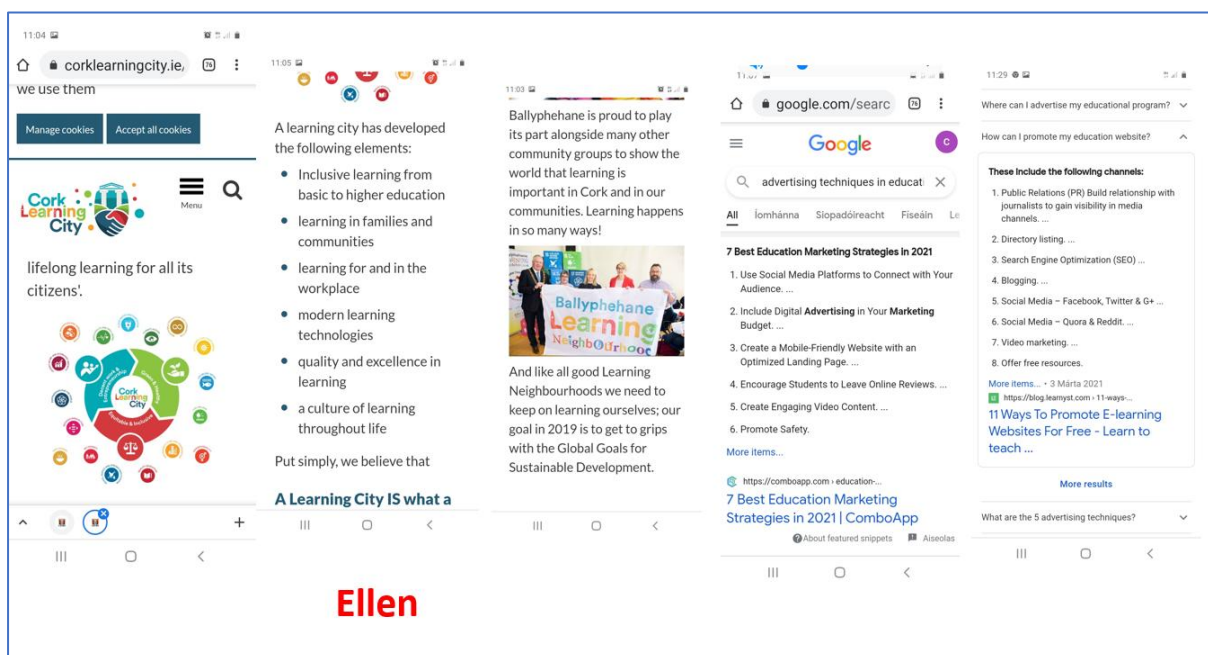 11:04
corklearningcity.ie/
76
we use them
Manage cookies
Accept all cookies
Cork
Learning
City
Menu
lifelong learning for all its
citizens'.
Cork
Learning
City
Equitable & Inclusive
11:05
A learning city has developed
the following elements:
• Inclusive learning from
basic to higher education
• learning in families and
communities
• learning for and in the
workplace
• modern learning
technologies
• quality and excellence in
learning
• a culture of learning
throughout life
Put simply, we believe that
A Learning City IS what a
11:03
Ballyphehane is proud to play
its part alongside many other
community groups to show the
world that learning is
important in Cork and in our
communities. Learning happens
in so many ways!
Ballyphehane
Learning
Neighbourhood
And like all good Learning
Neighbourhoods we need to
keep on learning ourselves; our
goal in 2019 is to get to grips
with the Global Goals for
Sustainable Development.
11:07
google.com/searc
76
Google
C
advertising techniques in educati
All Íomhánna Siopadóireacht Físeáin Le
7 Best Education Marketing Strategies in 2021
1. Use Social Media Platforms to Connect with Your
Audience. ...
2. Include Digital Advertising in Your Marketing
Budget. ...
3. Create a Mobile-Friendly Website with an
Optimized Landing Page. ...
4. Encourage Students to Leave Online Reviews. ...
5. Create Engaging Video Content. ...
6. Promote Safety.
More items...
https://comboapp.com › education-...
7 Best Education Marketing
Strategies in 2021 | ComboApp
About featured snippets Aiseolas
11:29
Where can I advertise my educational program?
How can I promote my education website?
These include the following channels:
1. Public Relations (PR) Build relationship with
journalists to gain visibility in media
channels. ...
2. Directory listing. ...
3. Search Engine Optimization (SEO) ...
4. Blogging. ...
5. Social Media – Facebook, Twitter & G+ ...
6. Social Media – Quora & Reddit. ...
7. Video marketing. ...
8. Offer free resources.
More items... • 3 Márta 2021
https://blog.learnyst.com › 11-ways-...
11 Ways To Promote E-learning
Websites For Free - Learn to
teach ...
More results
What are the 5 advertising techniques?
Ellen